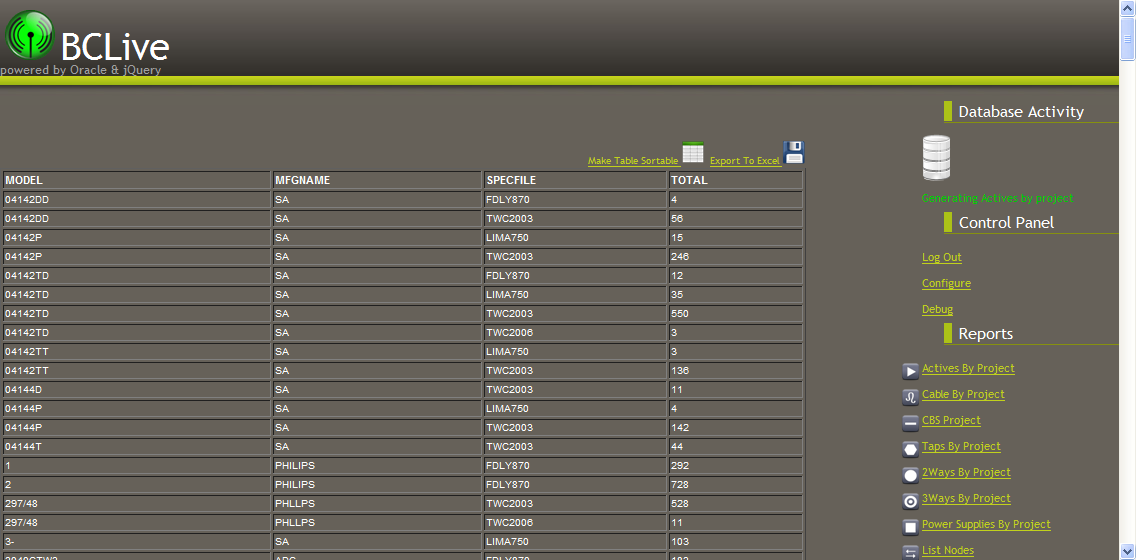 BCLive
powered by Oracle & jQuery
Make Table Sortable Export To Excel
MODEL MFGNAME SPECFILE TOTAL
04142DD SA FDLY870 4
04142DD SA TWC2003 56
04142P SA LIMA750 15
04142P SA TWC2003 246
04142TD SA FDLY870 12
04142TD SA LIMA750 35
04142TD SA TWC2003 550
04142TD SA TWC2006 3
04142TT SA LIMA750 3
04142TT SA TWC2003 136
04144D SA TWC2003 11
04144P SA LIMA750 4
04144P SA TWC2003 142
04144T SA TWC2003 44
1 PHILIPS FDLY870 292
2 PHILIPS FDLY870 728
297/48 PHLLPS TWC2003 528
297/48 PHLLPS TWC2006 11
3- SA LIMA750 103
Database Activity
Generating Actives by project
Control Panel
Log Out
Configure
Debug
Reports
Actives By Project
Cable By Project
CBS Project
Taps By Project
2Ways By Project
3Ways By Project
Power Supplies By Project
List Nodes